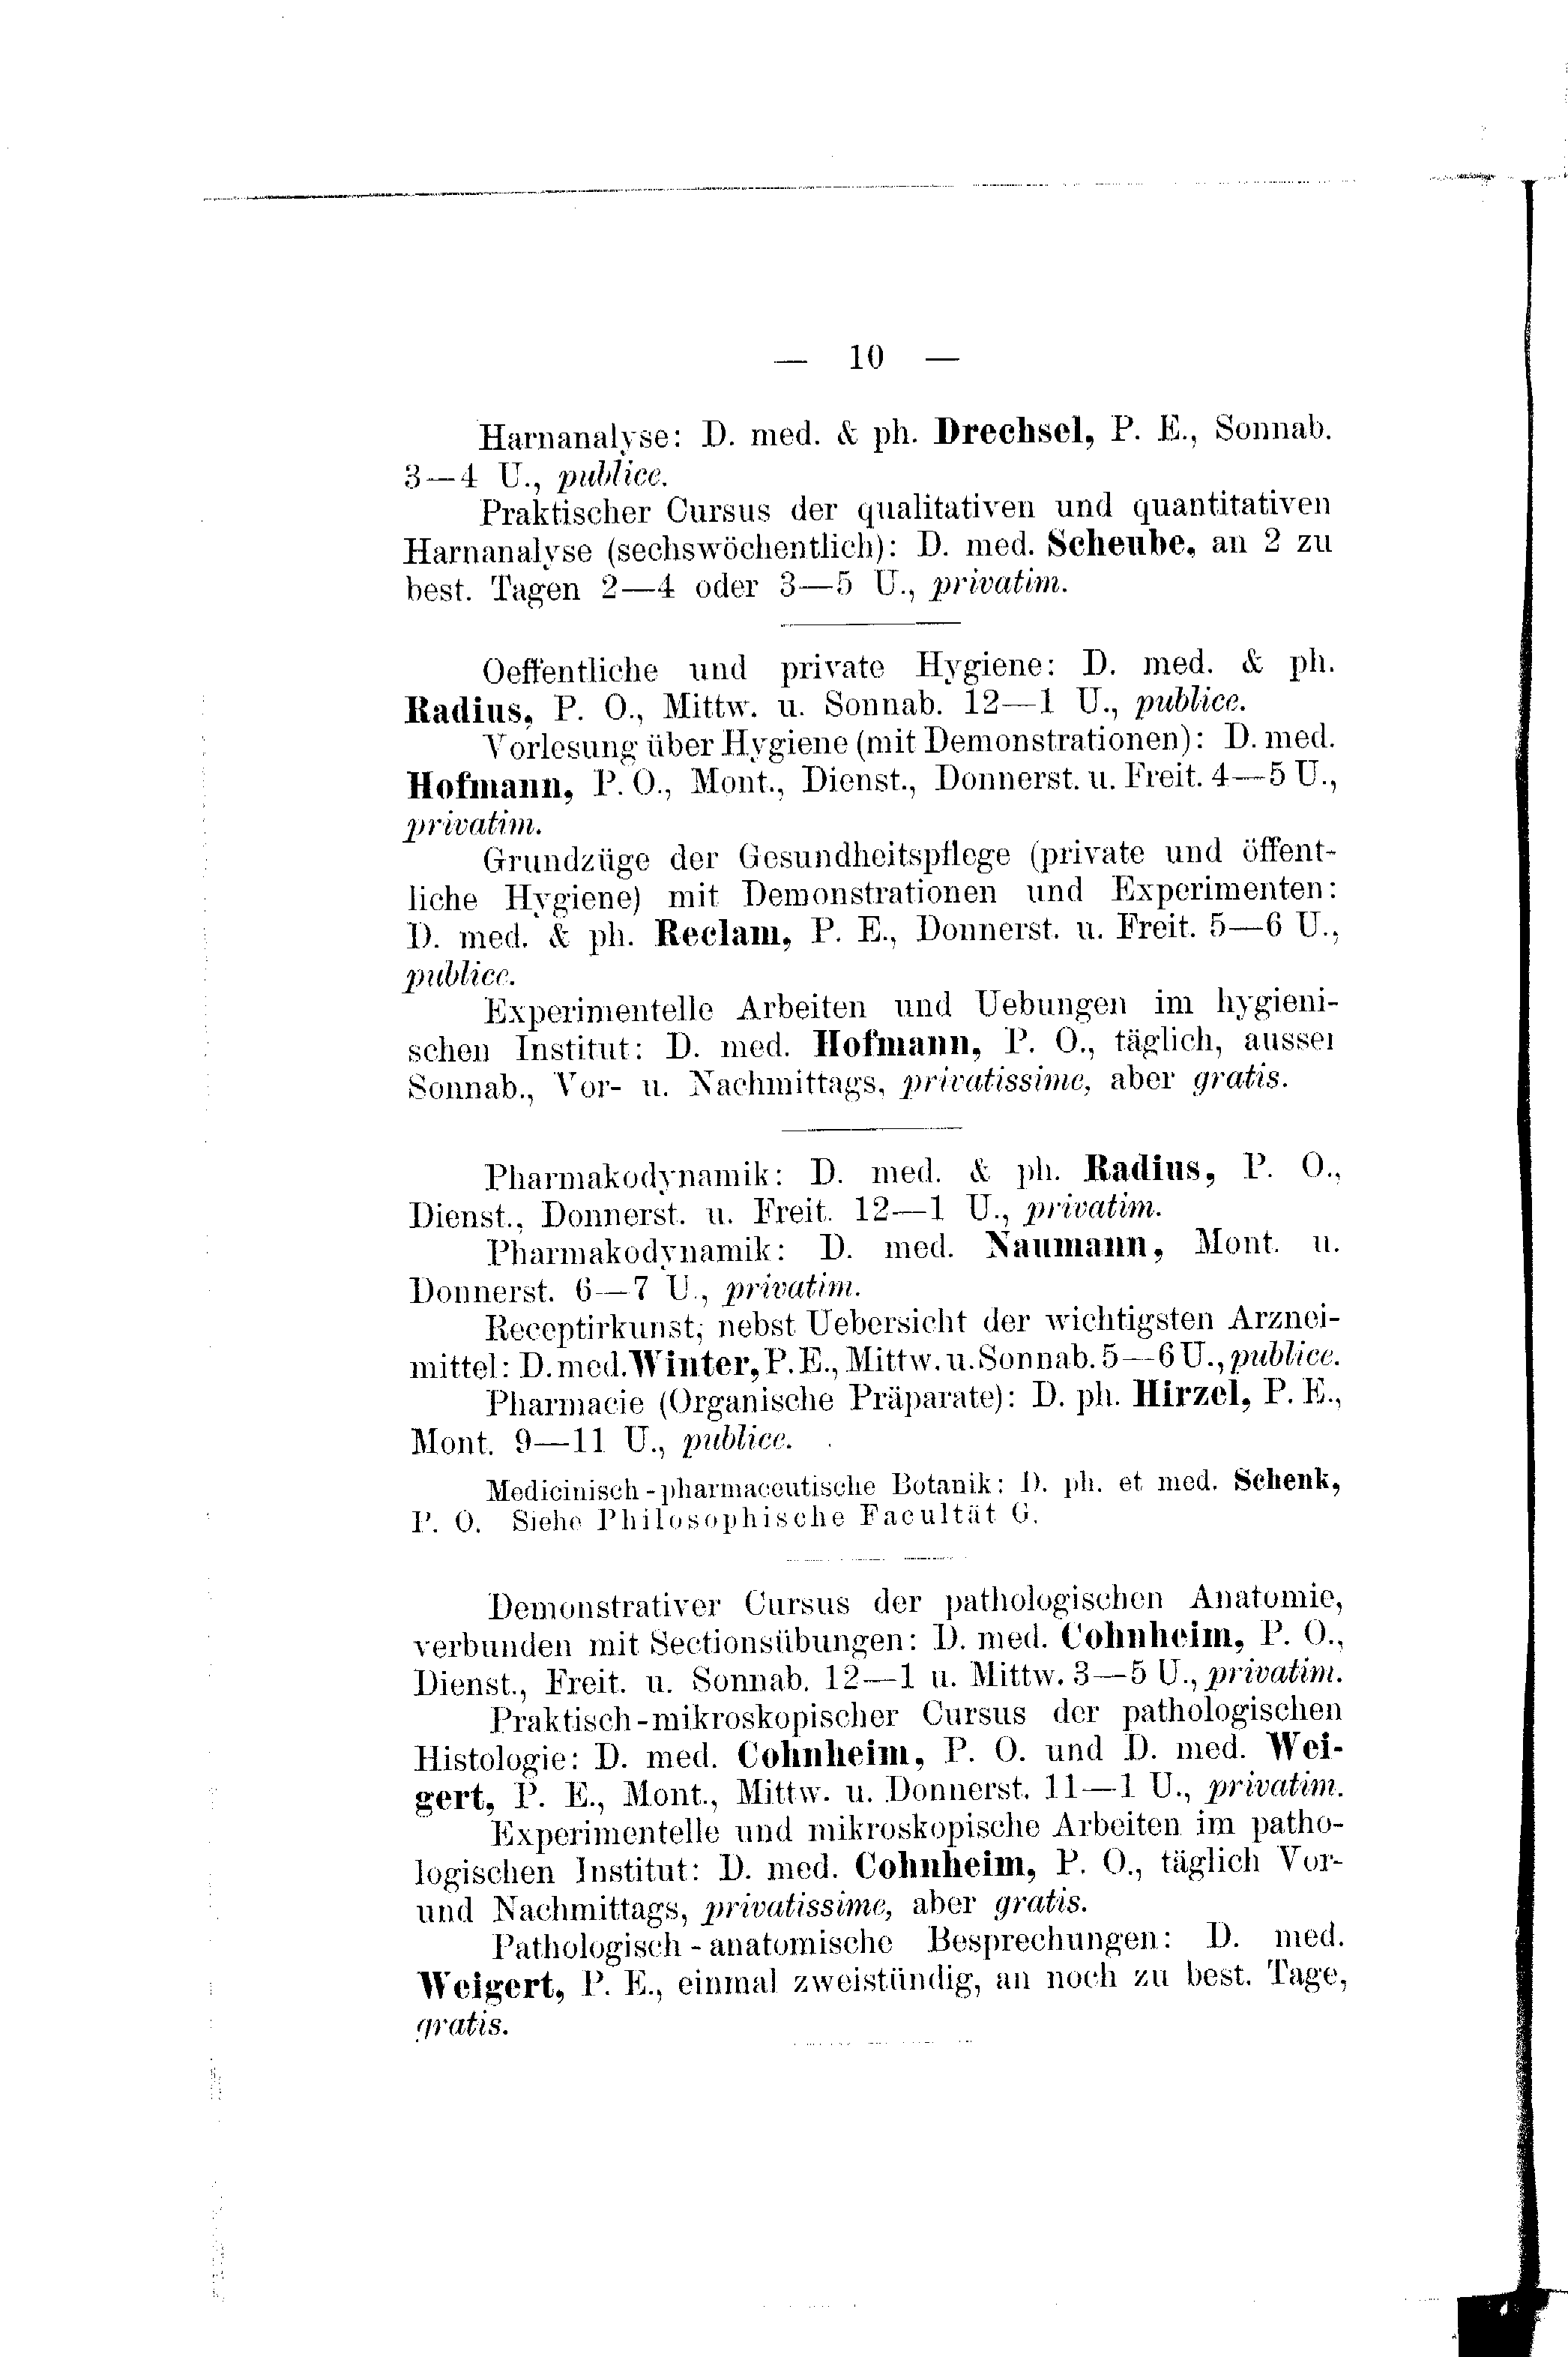 — 10 —
Harnanalyse: D. med. & ph. Drechsel, P. E., Sonnab.
3—4 U., publice.
Praktischer Cursus der qualitativen und quantitativen
Harnanalyse (sechswöchentlich): D. med. Scheube, an 2 zu
best. Tagen 2—4 oder 3—5 U., privatim.
Oeffentliche und private Hygiene: D. med. & ph.
Radius, P. O., Mittw. u. Sonnab. 12—1 U., publice.
Vorlesung über Hygiene (mit Demonstrationen): D. med.
Hofmann, P. O., Mont., Dienst., Donnerst. u. Freit. 4—5 U.,
privatim.
Grundzüge der Gesundheitspflege (private und öffent-
liche Hygiene) mit Demonstrationen und Experimenten:
D. med. & ph. Reclam, P. E., Donnerst. u. Freit. 5—6 U.,
publice.
Experimentelle Arbeiten und Uebungen im hygieni-
schen Institut: D. med. Hofmann, P. O., täglich, ausser
Sonnab., Vor- u. Nachmittags, privatissime, aber gratis.
Pharmakodynamik: D. med. & ph. Radius, P. O.,
Dienst., Donnerst. u. Freit. 12—1 U., privatim.
Pharmakodynamik: D. med. Naumann, Mont. u.
Donnerst. 6—7 U., privatim.
Receptirkunst, nebst Uebersicht der wichtigsten Arznei-
mittel: D. med. Winter, P. E., Mittw. u. Sonnab. 5—6 U., publice.
Pharmacie (Organische Präparate): D. ph. Hirzel, P. E.,
Mont. 9—11 U., publice.
Medicinisch-pharmaceutische Botanik: D. ph. et med. Schenk,
P. O. Siehe Philosophische Facultät G.
Demonstrativer Cursus der pathologischen Anatomie,
verbunden mit Sectionsübungen: D. med. Cohnheim, P. O.,
Dienst., Freit. u. Sonnab. 12—1 u. Mittw. 3—5 U., privatim.
Praktisch-mikroskopischer Cursus der pathologischen
Histologie: D. med. Cohnheim, P. O. und D. med. Wei-
gert, P. E., Mont., Mittw. u. Donnerst. 11—1 U., privatim.
Experimentelle und mikroskopische Arbeiten im patho-
logischen Institut: D. med. Cohnheim, P. O., täglich Vor-
und Nachmittags, privatissime, aber gratis.
Pathologisch-anatomische Besprechungen: D. med.
Weigert, P. E., einmal zweistündig, an noch zu best. Tage,
gratis.